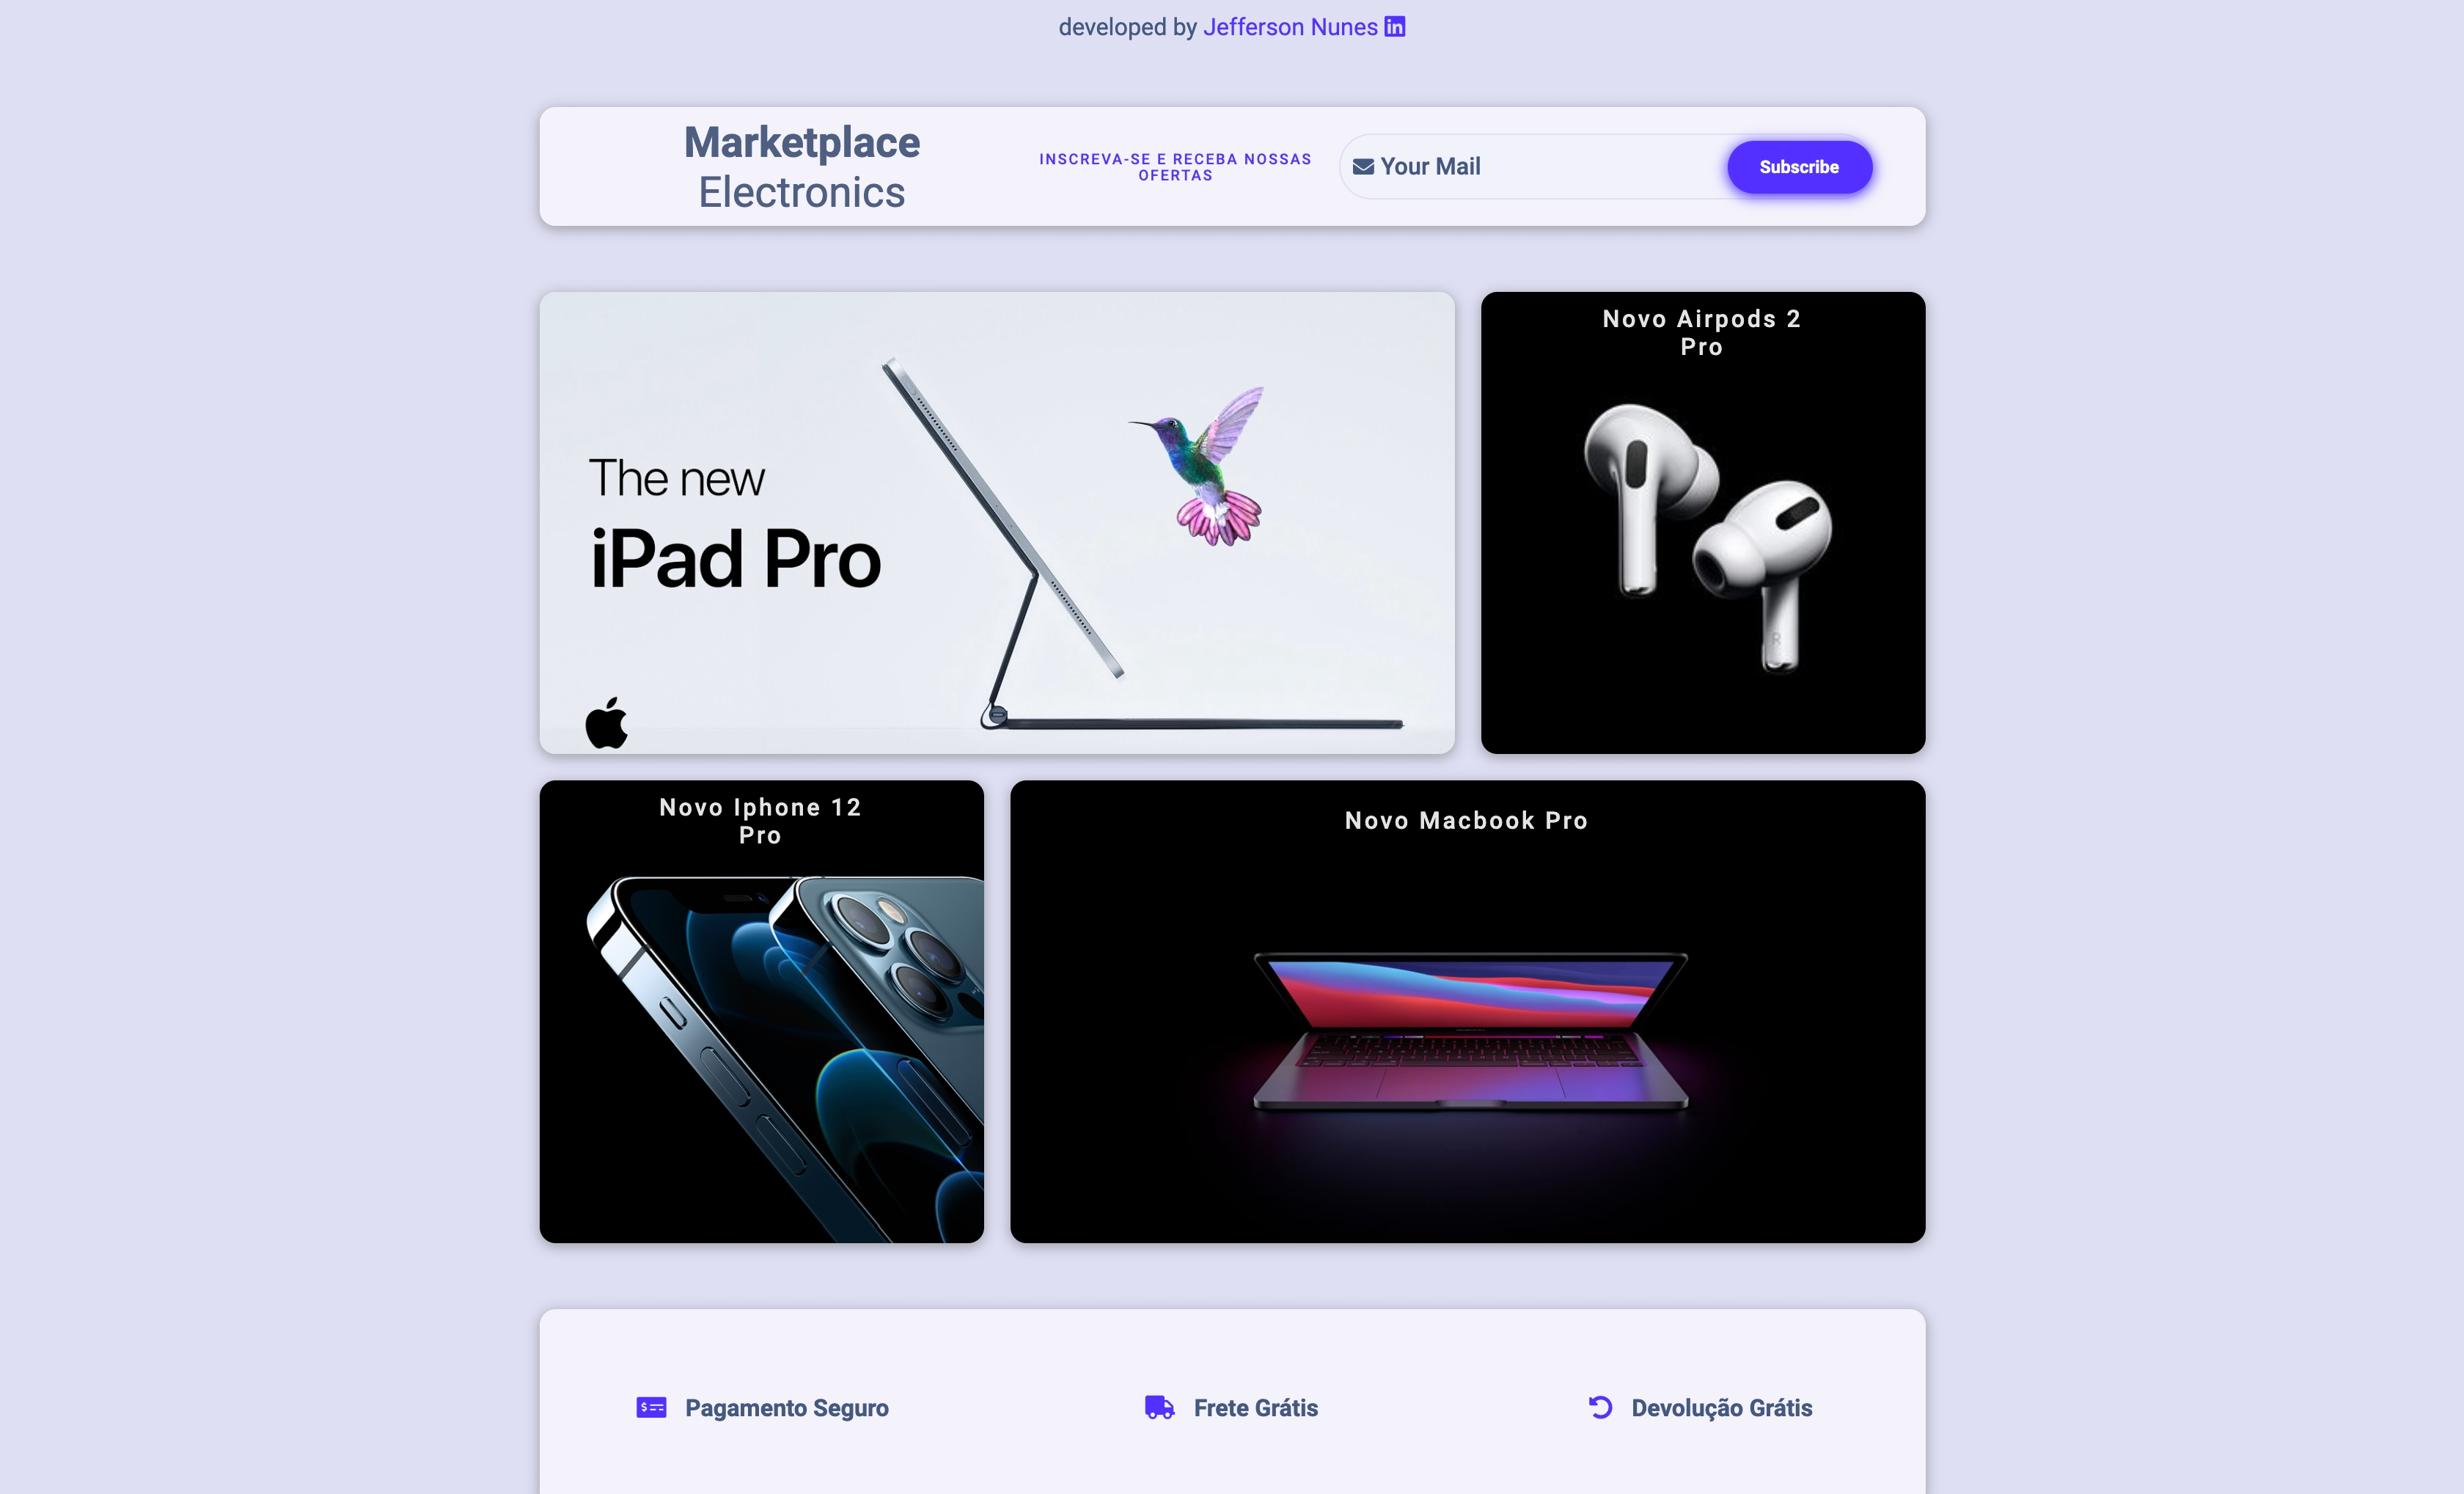 developed by Jefferson Nunes
Marketplace
Electronics
INSCREVA-SE E RECEBA NOSSAS
OFERTAS
Your Mail
Subscribe
The new
iPad Pro
Novo Airpods 2
Pro
R
Novo Iphone 12
Pro
Novo Macbook Pro
Pagamento Seguro
Frete Grátis
Devolução Grátis